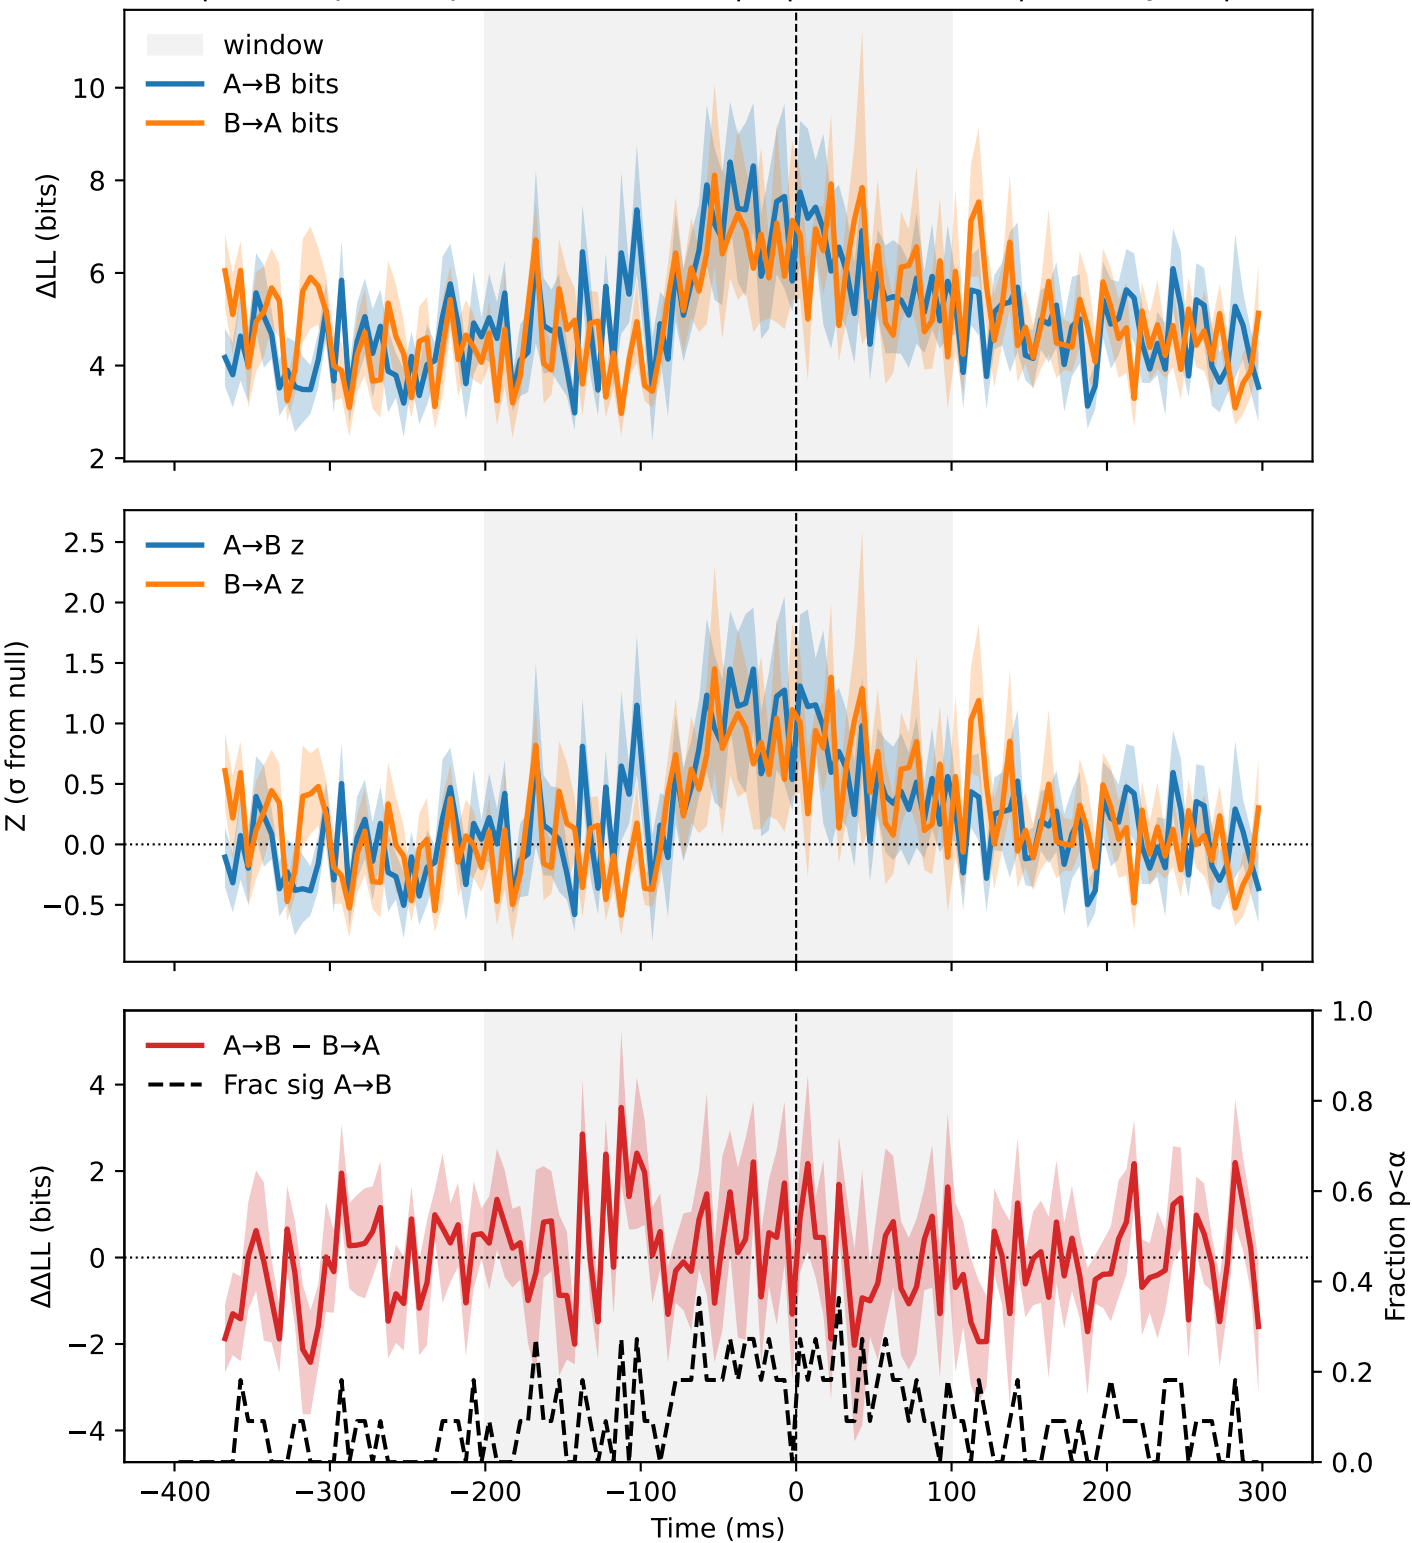 window
A→B bits
B→A bits
ΔLL (bits)
10
8
6
4
2
A→B z
B→A z
Z (σ from null)
2.5
2.0
1.5
1.0
0.5
0.0
−0.5
A→B − B→A
Frac sig A→B
ΔΔLL (bits)
4
2
0
−2
−4
1.0
0.8
0.6
0.4
0.2
0.0
Fraction p<α
−400 −300 −200 −100 0 100 200 300
Time (ms)